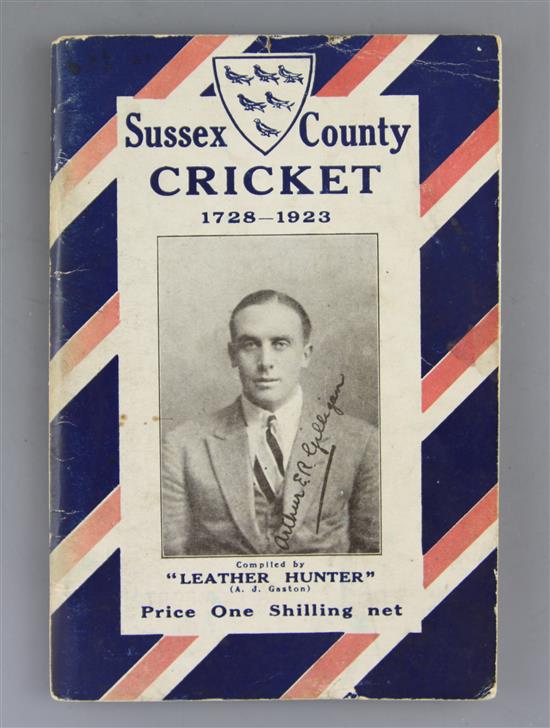 Sussex County
CRICKET
1728-1923
Arthur E.R. Gilligan
Compiled by
"LEATHER HUNTER"
(A. J. Gaston)
Price One Shilling net